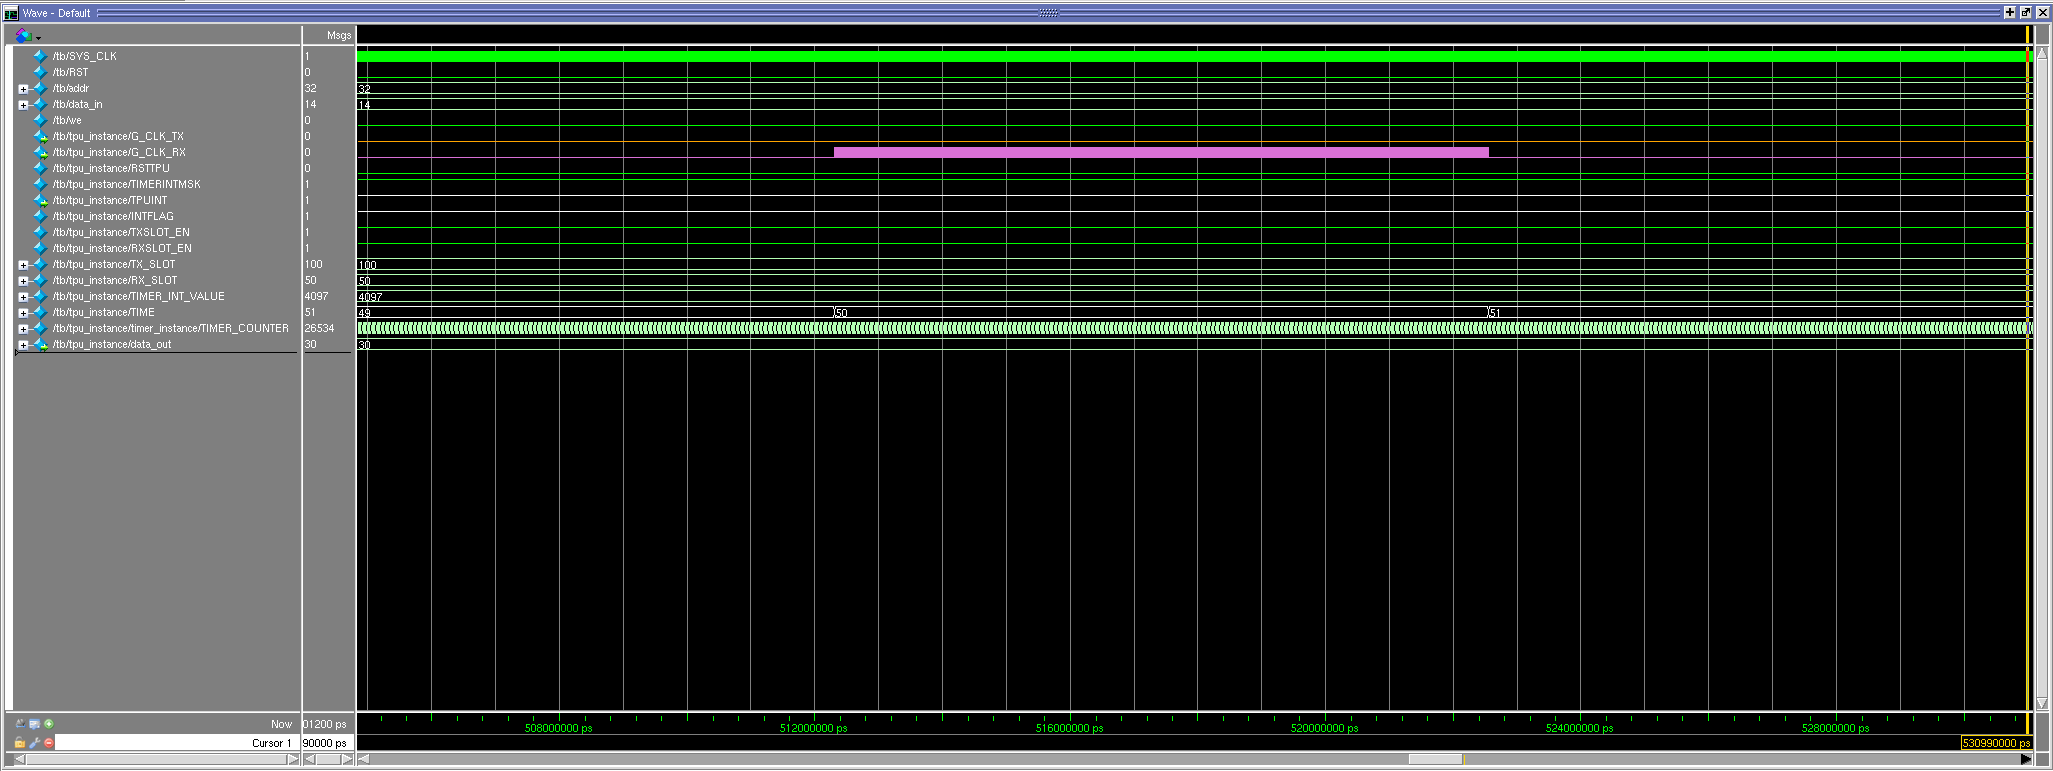 Wave - Default
Msgs
/tb/SYS_CLK 1
/tb/RST 0
/tb/addr 32 32
/tb/data_in 14 14
/tb/we 0
/tb/tpu_instance/G_CLK_TX 0
/tb/tpu_instance/G_CLK_RX 0
/tb/tpu_instance/RSTTPU 0
/tb/tpu_instance/TIMERINTMSK 1
/tb/tpu_instance/TPUINT 1
/tb/tpu_instance/INTFLAG 1
/tb/tpu_instance/TXSLOT_EN 1
/tb/tpu_instance/RXSLOT_EN 1
/tb/tpu_instance/TX_SLOT 100 100
/tb/tpu_instance/RX_SLOT 50 50
/tb/tpu_instance/TIMER_INT_VALUE 4097 4097
/tb/tpu_instance/TIME 51 49 50 51
/tb/tpu_instance/timer_instance/TIMER_COUNTER 26534
/tb/tpu_instance/data_out 30 30
Now 01200 ps
508000000 ps 512000000 ps 516000000 ps 520000000 ps 524000000 ps 528000000 ps
Cursor 1 90000 ps 530990000 ps